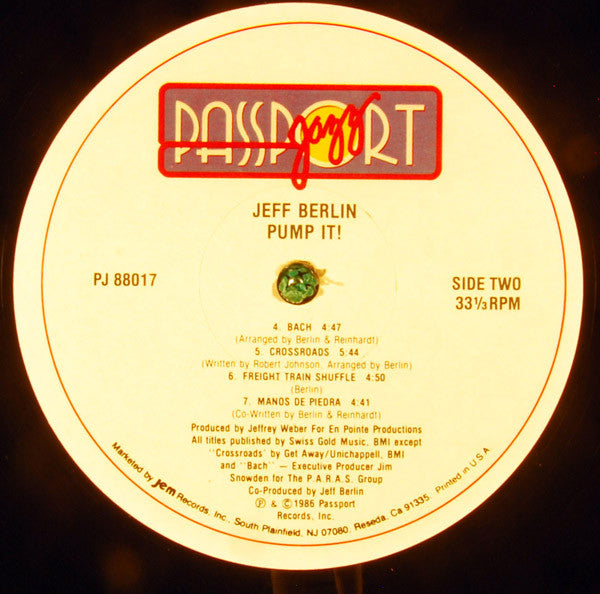 PASSPORT
Jazz
JEFF BERLIN
PUMP IT!
PJ 88017
SIDE TWO
33⅓ RPM
4. BACH 4:47
(Arranged by Berlin & Reinhardt)
5. CROSSROADS 5:44
(Written by Robert Johnson, Arranged by Berlin)
6. FREIGHT TRAIN SHUFFLE 4:50
(Berlin)
7. MANOS DE PIEDRA 4:41
(Co-Written by Berlin & Reinhardt)
Produced by Jeffrey Weber For En Pointe Productions
All titles published by Swiss Gold Music, BMI except
"Crossroads' by Get Away/Unichappell, BMI
and "Bach" — Executive Producer Jim
Snowden for The P.A.R.A.S. Group
Co-Produced by Jeff Berlin
℗ & © 1986 Passport
Records, Inc.
Marketed by jem Records, Inc., South Plainfield, NJ 07080, Reseda, Ca 91335 Printed in U.S.A.